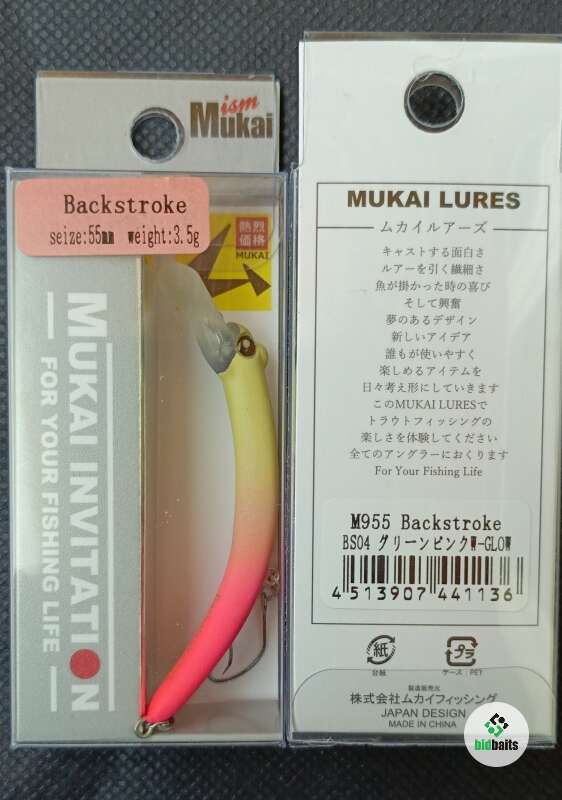 ism
Mukai
Backstroke
seize:55mm weight:3.5g
熱烈
価格
MUKAI
MUKAI INVITATION
FOR YOUR FISHING LIFE
MUKAI LURES
ムカイルアーズ
キャストする面白さ
ルアーを引く繊細さ
魚が掛かった時の喜び
そして興奮
夢のあるデザイン
新しいアイデア
誰もが使いやすく
楽しめるアイテムを
日々考え形にしていきます
このMUKAI LURESで
トラウトフィッシングの
楽しさを体験してください
全てのアングラーにおくります
For Your Fishing Life
M955 Backstroke
BS04 グリーンピンクW-GLOW
4 513907 441136
紙
台紙
プラ
ケース:PET
製造販売元
株式会社ムカイフィッシング
JAPAN DESIGN
MADE IN CHINA
bidbaits